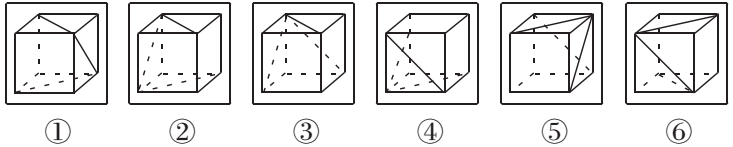 ① ② ③ ④ ⑤ ⑥